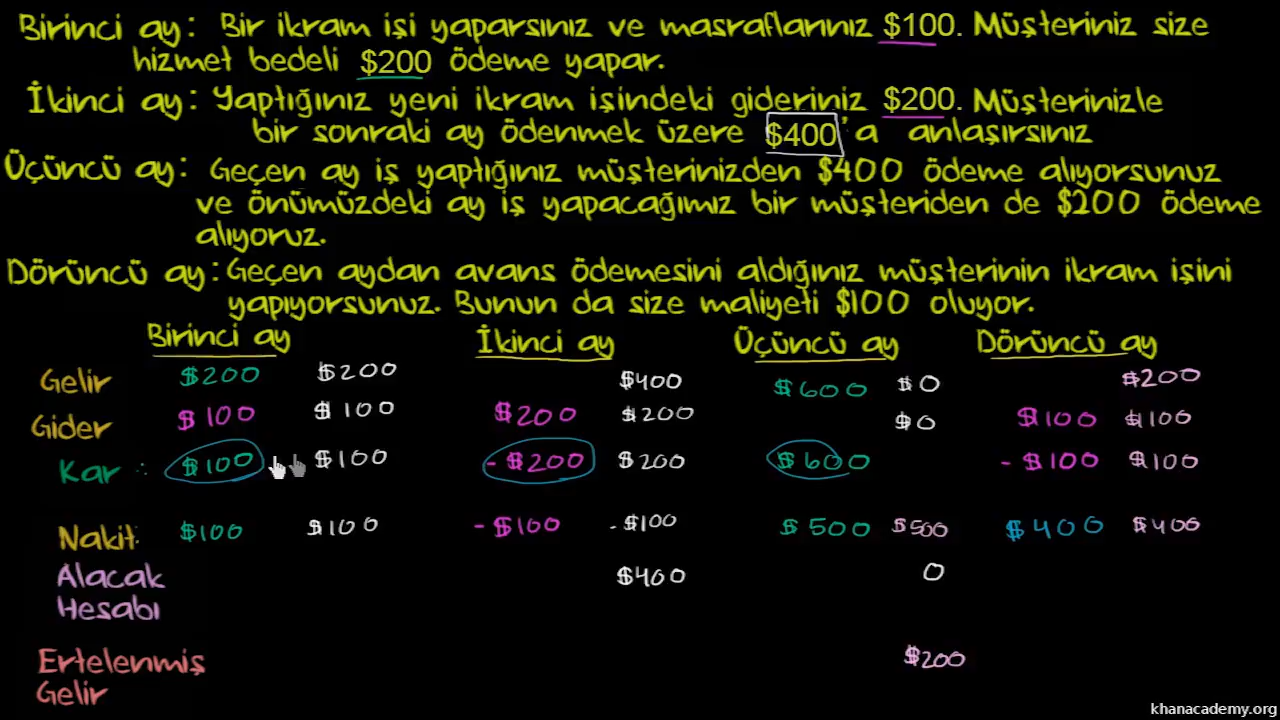 Birinci ay: Bir ikram işi yaparsınız ve masraflarınız $100. Müşteriniz size
hizmet bedeli $200 ödeme yapar.
İkinci ay: Yaptığınız yeni ikram işindeki gideriniz $200. Müşterinizle
bir sonraki ay ödenmek üzere $400'a anlaşırsınız
Üçüncü ay: Geçen ay iş yaptığınız müşterinizden $400 ödeme alıyorsunuz
ve önümüzdeki ay iş yapacağımız bir müşteriden de $200 ödeme
alıyoruz.
Dörüncü ay: Geçen aydan avans ödemesini aldığınız müşterinin ikram işini
yapıyorsunuz. Bunun da size maliyeti $100 oluyor.
Birinci ay İkinci ay Üçüncü ay Dörüncü ay
Gelir $200 $200 $400 $600 $0 $200
Gider $100 $100 $200 $200 $0 $100 $100
Kar : $100 $100 -$200 $200 $600 -$100 $100
Nakit: $100 $100 -$100 -$100 $500 $500 $400 $400
Alacak $400 0
Hesabı
Ertelenmiş $200
Gelir
khanacademy.org